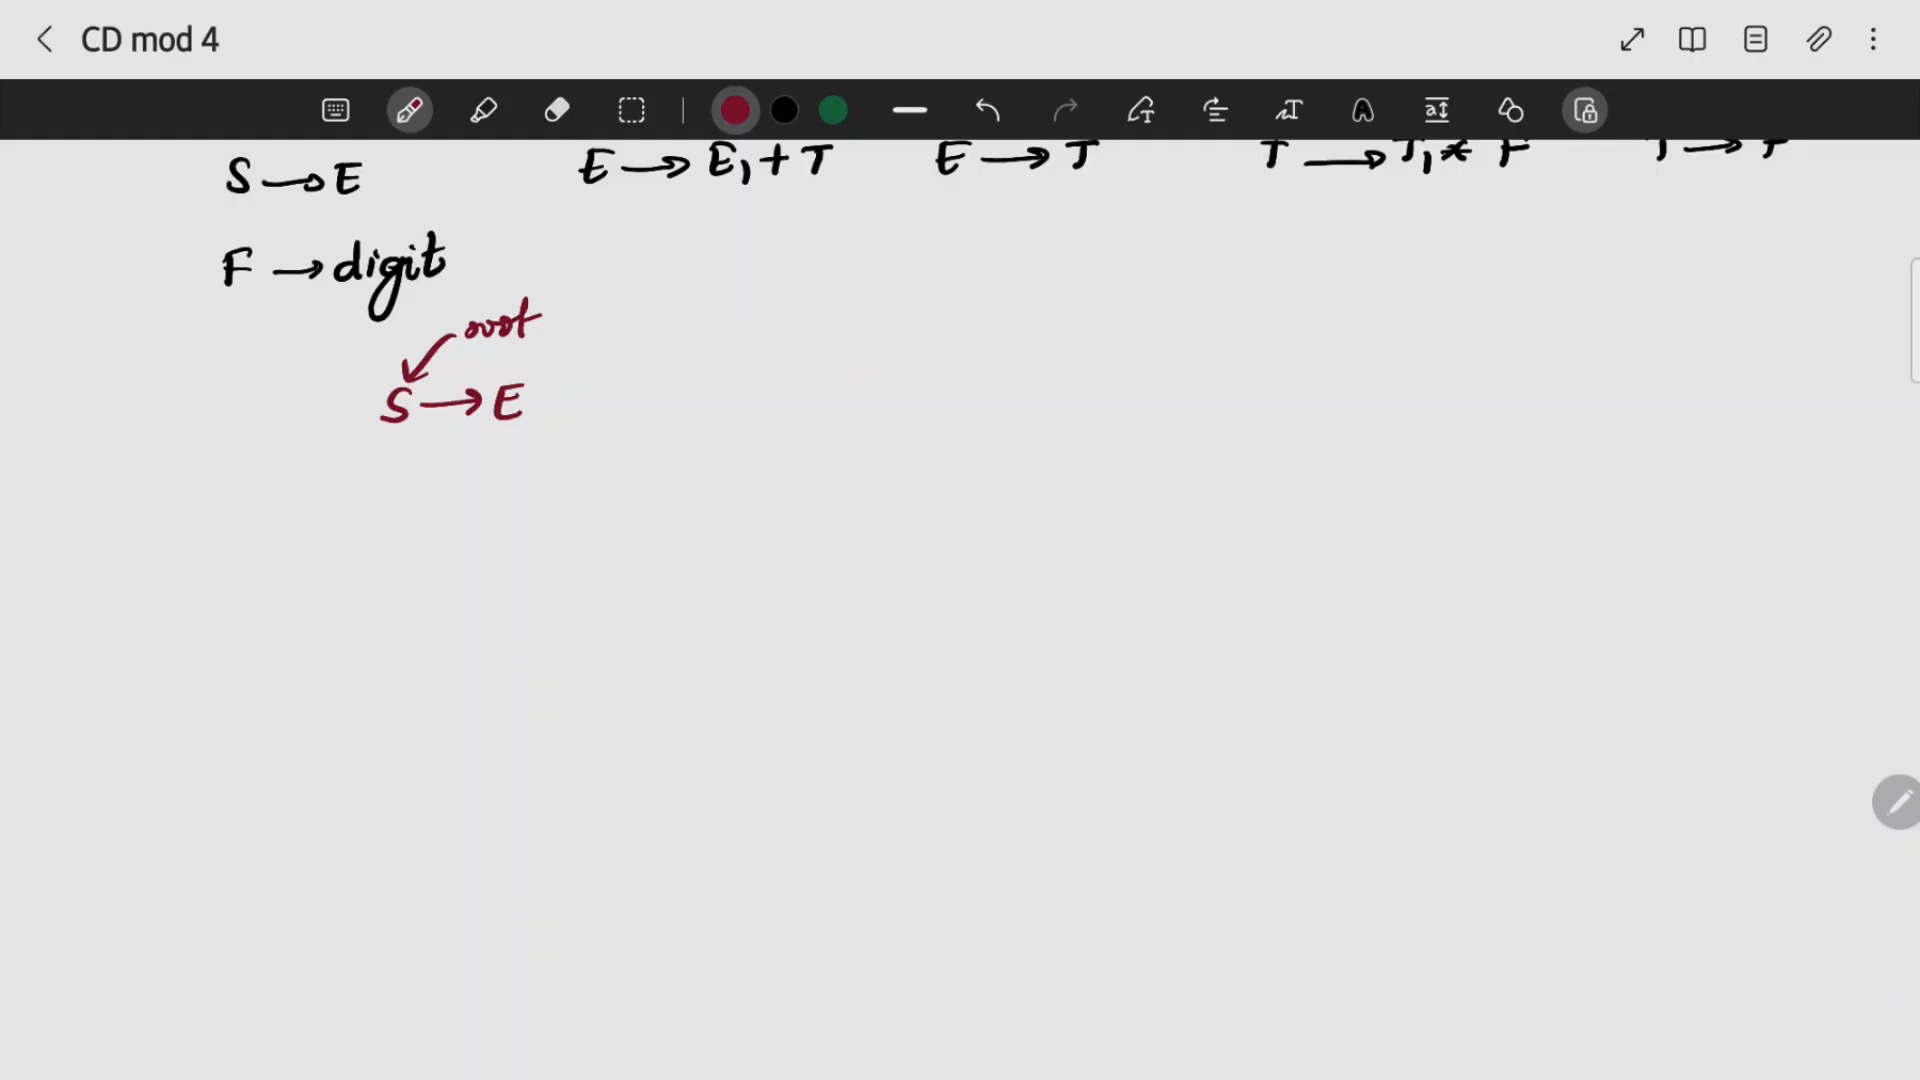 CD mod 4
S → E E → E₁ + T E → T T → T₁ * F T → F
F → digit
root
S → E